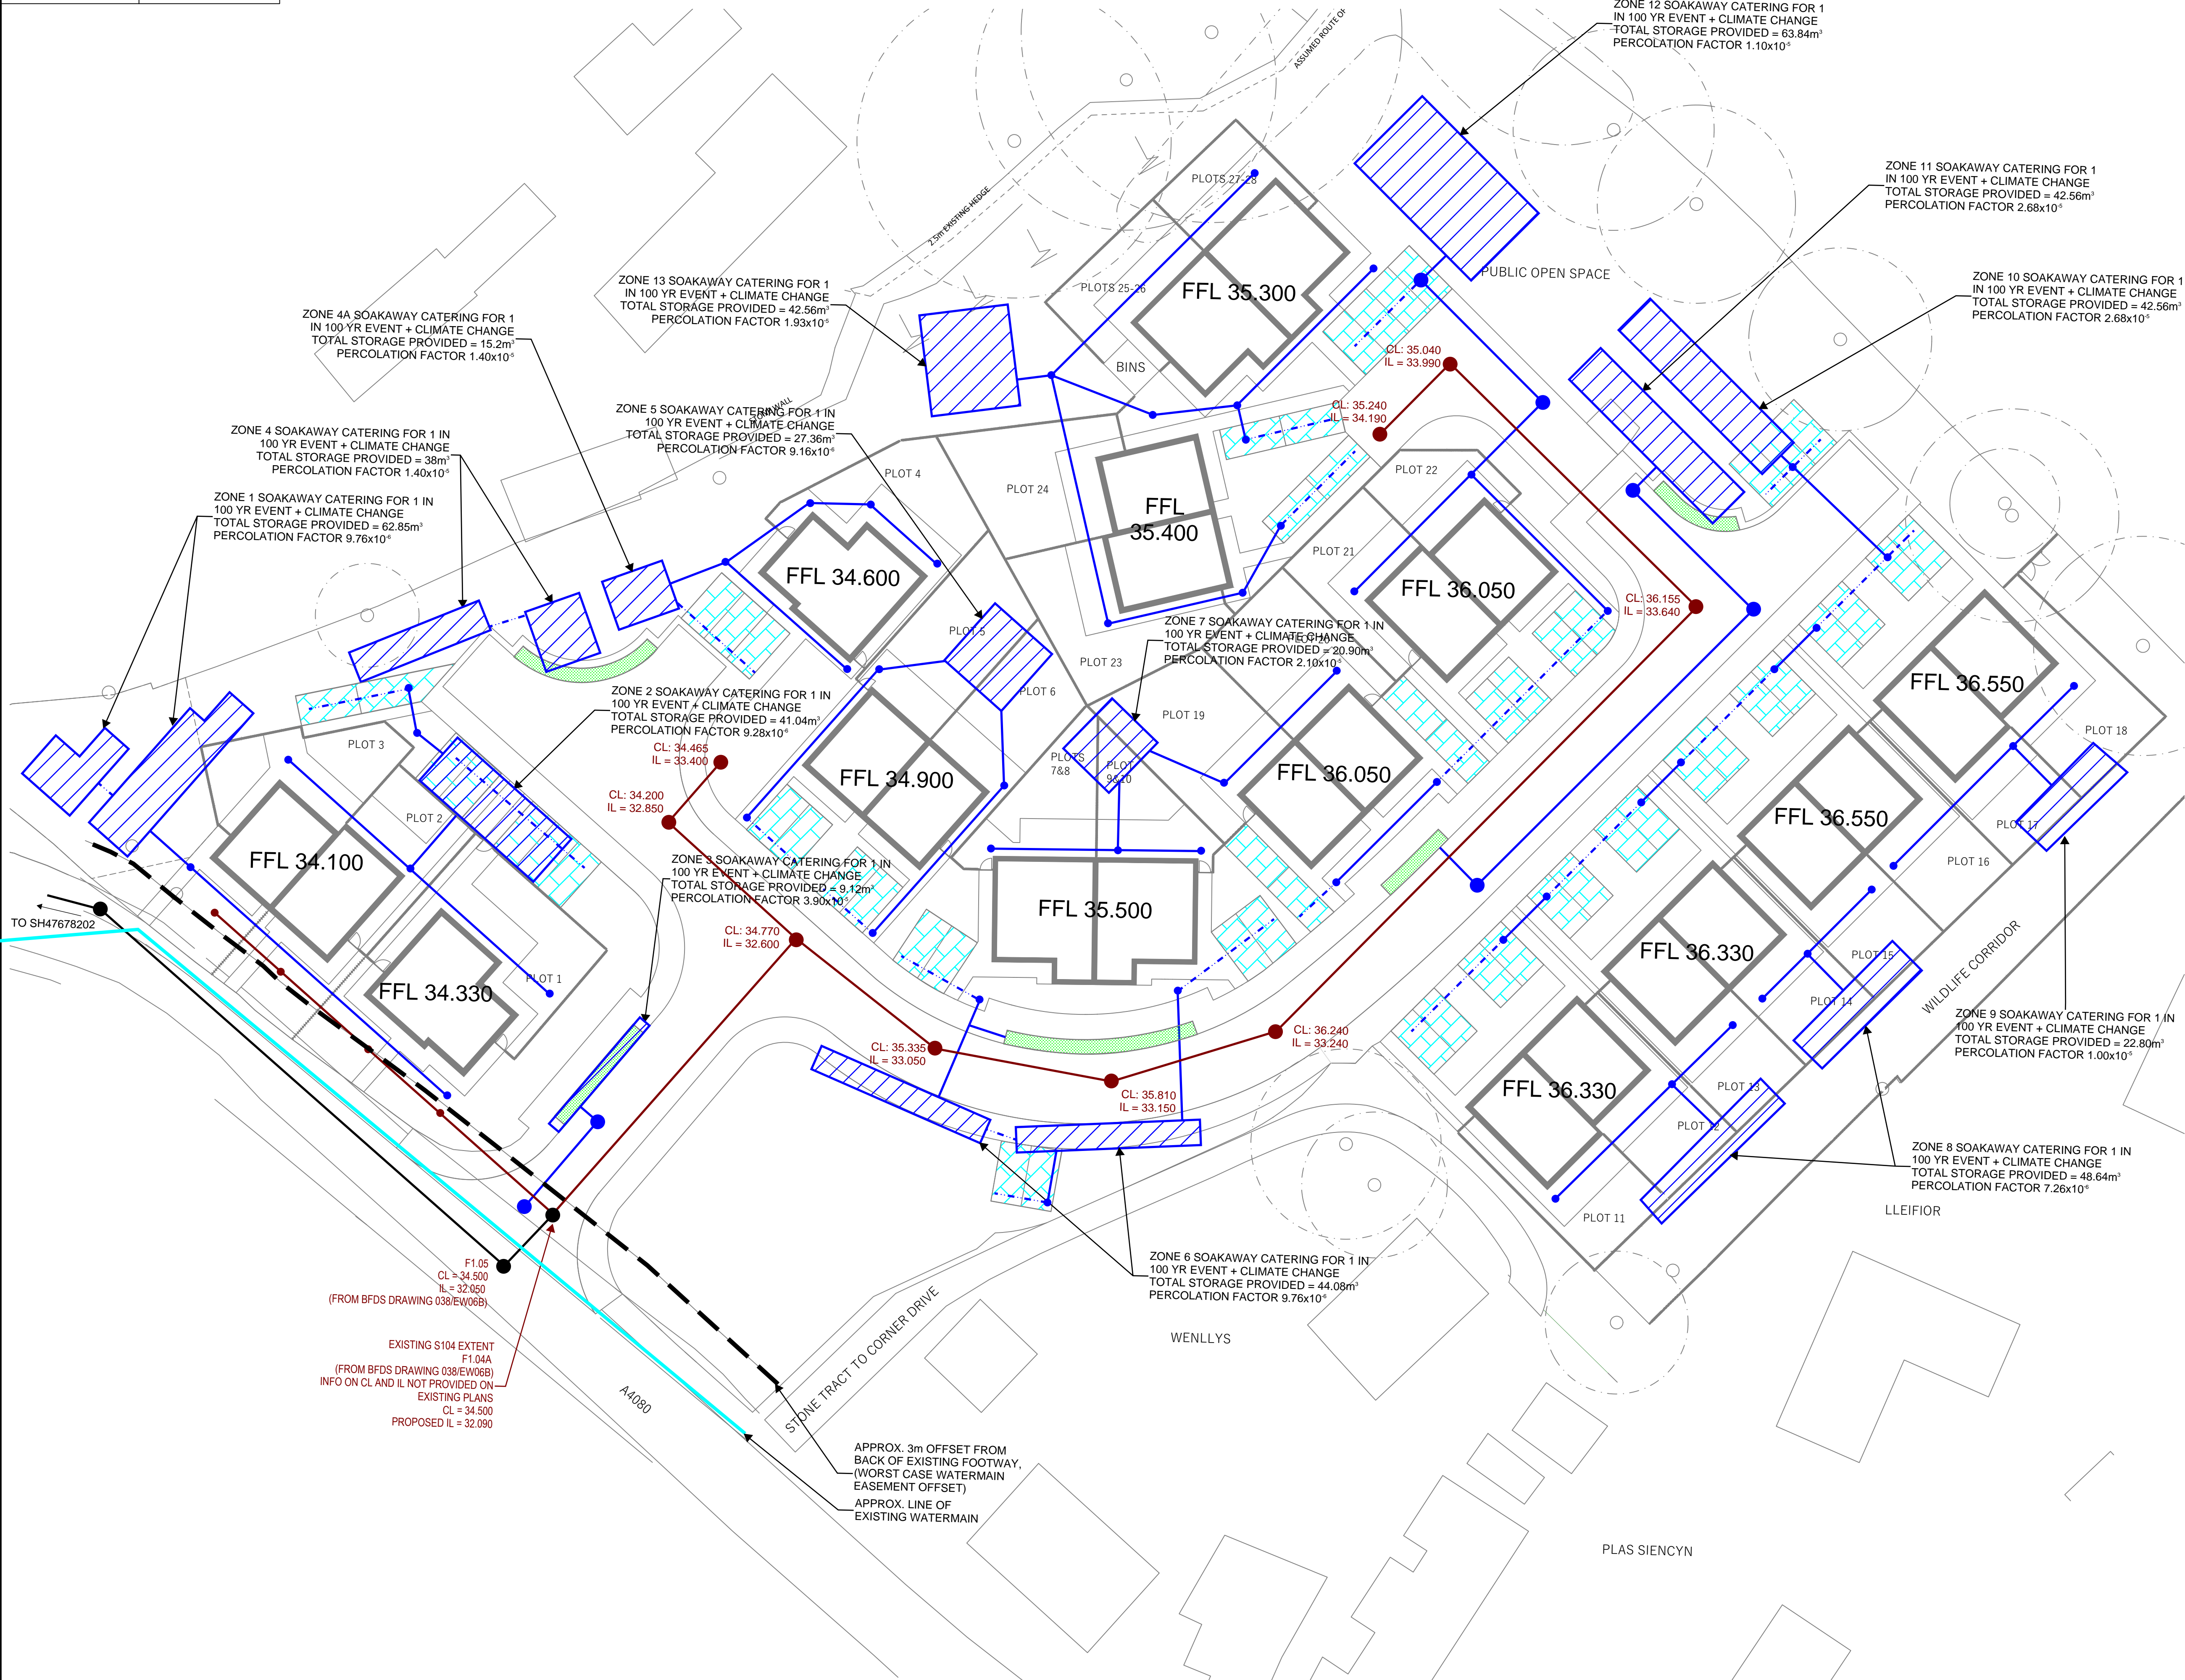 ZONE 12 SOAKAWAY CATERING FOR 1
IN 100 YR EVENT + CLIMATE CHANGE
TOTAL STORAGE PROVIDED = 63.84m³
PERCOLATION FACTOR 1.10x10⁻⁵
ASSUMED ROUTE OF
ZONE 11 SOAKAWAY CATERING FOR 1
IN 100 YR EVENT + CLIMATE CHANGE
TOTAL STORAGE PROVIDED = 42.56m³
PERCOLATION FACTOR 2.68x10⁻⁵
ZONE 10 SOAKAWAY CATERING FOR 1
IN 100 YR EVENT + CLIMATE CHANGE
TOTAL STORAGE PROVIDED = 42.56m³
PERCOLATION FACTOR 2.68x10⁻⁵
PUBLIC OPEN SPACE
2.5m EXISTING HEDGE
PLOTS 27-28
PLOTS 25-26
FFL 35.300
BINS
ZONE 13 SOAKAWAY CATERING FOR 1
IN 100 YR EVENT + CLIMATE CHANGE
TOTAL STORAGE PROVIDED = 42.56m³
PERCOLATION FACTOR 1.93x10⁻⁵
ZONE 4A SOAKAWAY CATERING FOR 1
IN 100 YR EVENT + CLIMATE CHANGE
TOTAL STORAGE PROVIDED = 15.2m³
PERCOLATION FACTOR 1.40x10⁻⁵
WALL
ZONE 5 SOAKAWAY CATERING FOR 1 IN
100 YR EVENT + CLIMATE CHANGE
TOTAL STORAGE PROVIDED = 27.36m³
PERCOLATION FACTOR 9.16x10⁻⁶
ZONE 4 SOAKAWAY CATERING FOR 1 IN
100 YR EVENT + CLIMATE CHANGE
TOTAL STORAGE PROVIDED = 38m³
PERCOLATION FACTOR 1.40x10⁻⁵
ZONE 1 SOAKAWAY CATERING FOR 1 IN
100 YR EVENT + CLIMATE CHANGE
TOTAL STORAGE PROVIDED = 62.85m³
PERCOLATION FACTOR 9.76x10⁻⁶
CL: 35.040
IL = 33.990
CL: 35.240
IL = 34.190
PLOT 4
PLOT 24
FFL
35.400
PLOT 22
PLOT 21
FFL 34.600
FFL 36.050
CL: 36.155
IL = 33.640
PLOT 5
PLOT 6
ZONE 7 SOAKAWAY CATERING FOR 1 IN
100 YR EVENT + CLIMATE CHANGE
TOTAL STORAGE PROVIDED = 20.90m³
PERCOLATION FACTOR 2.10x10⁻⁵
PLOT 20
PLOT 23
PLOT 19
ZONE 2 SOAKAWAY CATERING FOR 1 IN
100 YR EVENT + CLIMATE CHANGE
TOTAL STORAGE PROVIDED = 41.04m³
PERCOLATION FACTOR 9.28x10⁻⁶
CL: 34.465
IL = 33.400
CL: 34.200
IL = 32.850
PLOT 3
PLOT 2
FFL 34.100
FFL 34.900
PLOTS
7&8
PLOT
9&10
FFL 36.050
FFL 36.550
PLOT 18
PLOT 17
FFL 36.550
PLOT 16
ZONE 3 SOAKAWAY CATERING FOR 1 IN
100 YR EVENT + CLIMATE CHANGE
TOTAL STORAGE PROVIDED = 9.12m³
PERCOLATION FACTOR 3.90x10⁻⁶
FFL 35.500
TO SH47678202
CL: 34.770
IL = 32.600
FFL 34.330
PLOT 1
FFL 36.330
PLOT 15
PLOT 14
WILDLIFE CORRIDOR
ZONE 9 SOAKAWAY CATERING FOR 1 IN
100 YR EVENT + CLIMATE CHANGE
TOTAL STORAGE PROVIDED = 22.80m³
PERCOLATION FACTOR 1.00x10⁻⁵
CL: 35.335
IL = 33.050
CL: 36.240
IL = 33.240
CL: 35.810
IL = 33.150
FFL 36.330
PLOT 13
PLOT 12
PLOT 11
ZONE 8 SOAKAWAY CATERING FOR 1 IN
100 YR EVENT + CLIMATE CHANGE
TOTAL STORAGE PROVIDED = 48.64m³
PERCOLATION FACTOR 7.26x10⁻⁶
LLEIFIOR
ZONE 6 SOAKAWAY CATERING FOR 1 IN
100 YR EVENT + CLIMATE CHANGE
TOTAL STORAGE PROVIDED = 44.08m³
PERCOLATION FACTOR 9.76x10⁻⁶
F1.05
CL = 34.500
IL = 32.050
(FROM BFDS DRAWING 038/EW06B)
EXISTING S104 EXTENT
F1.04A
(FROM BFDS DRAWING 038/EW06B)
INFO ON CL AND IL NOT PROVIDED ON
EXISTING PLANS
CL = 34.500
PROPOSED IL = 32.090
A4080
STONE TRACT TO CORNER DRIVE
WENLLYS
APPROX. 3m OFFSET FROM
BACK OF EXISTING FOOTWAY,
(WORST CASE WATERMAIN
EASEMENT OFFSET)
APPROX. LINE OF
EXISTING WATERMAIN
PLAS SIENCYN